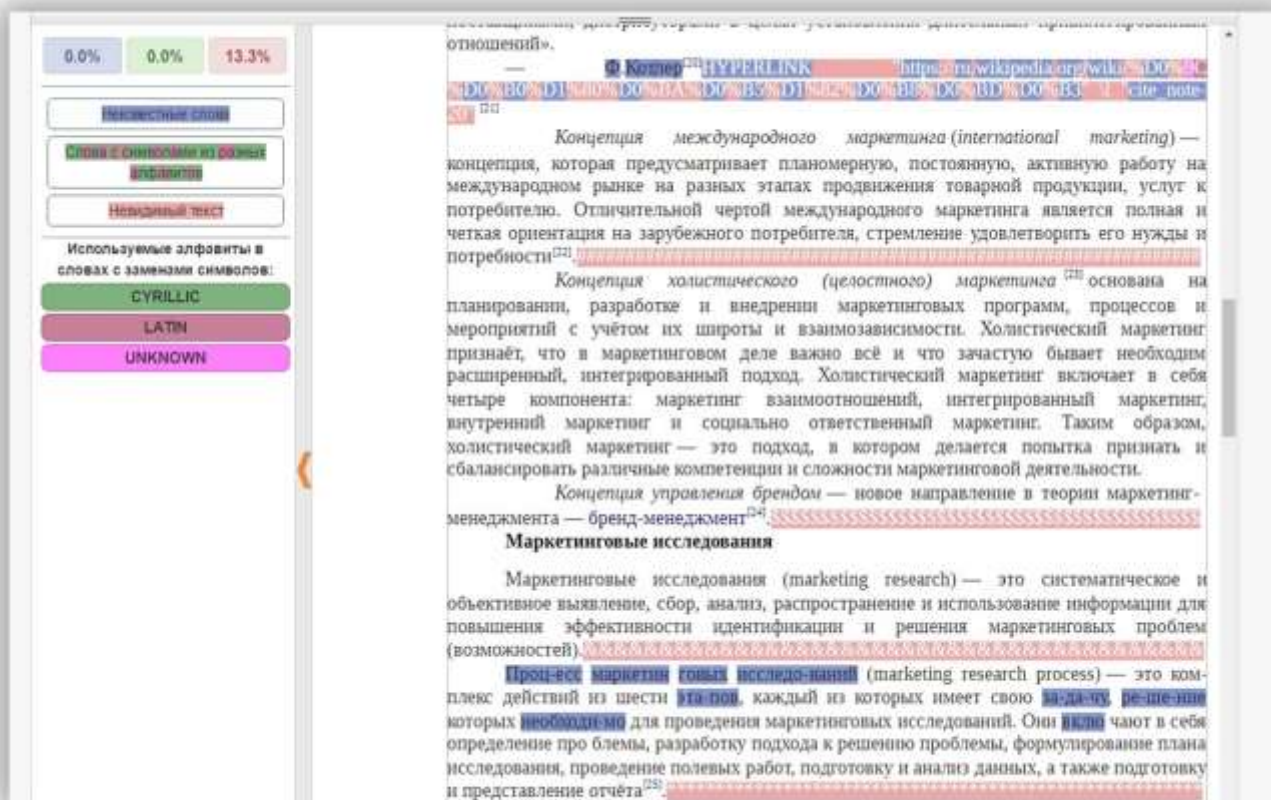 0.0%
0.0%
13.3%
Неизвестные слова
Слова с символами из разных
алфавитов
Невидимый текст
Используемые алфавиты в
словах с заменами символов:
CYRILLIC
LATIN
UNKNOWN
отношений».
— Ф.Котлер[21]HYPERLINK
cite_note-
[21]
Концепция международного маркетинга (international marketing) —
концепция, которая предусматривает планомерную, постоянную, активную работу на
международном рынке на разных этапах продвижения товарной продукции, услуг к
потребителю. Отличительной чертой международного маркетинга является полная и
четкая ориентация на зарубежного потребителя, стремление удовлетворить его нужды и
потребности[22].
Концепция холистического (целостного) маркетинга [23] основана на
планировании, разработке и внедрении маркетинговых программ, процессов и
мероприятий с учётом их широты и взаимозависимости. Холистический маркетинг
признаёт, что в маркетинговом деле важно всё и что зачастую бывает необходим
расширенный, интегрированный подход. Холистический маркетинг включает в себя
четыре компонента: маркетинг взаимоотношений, интегрированный маркетинг,
внутренний маркетинг и социально ответственный маркетинг. Таким образом,
холистический маркетинг — это подход, в котором делается попытка признать и
сбалансировать различные компетенции и сложности маркетинговой деятельности.
Концепция управления брендом — новое направление в теории маркетинг-
менеджмента — бренд-менеджмент[24].
Маркетинговые исследования
Маркетинговые исследования (marketing research) — это систематическое и
объективное выявление, сбор, анализ, распространение и использование информации для
повышения эффективности идентификации и решения маркетинговых проблем
(возможностей).
Проц-есс маркетин говых исследо-ваний (marketing research process) — это ком-
плекс действий из шести эта-пов, каждый из которых имеет свою за-да-чу, ре-ше-ние
которых необходи-мо для проведения маркетинговых исследований. Они вклю чают в себя
определение про блемы, разработку подхода к решению проблемы, формулирование плана
исследования, проведение полевых работ, подготовку и анализ данных, а также подготовку
и представление отчёта[25].